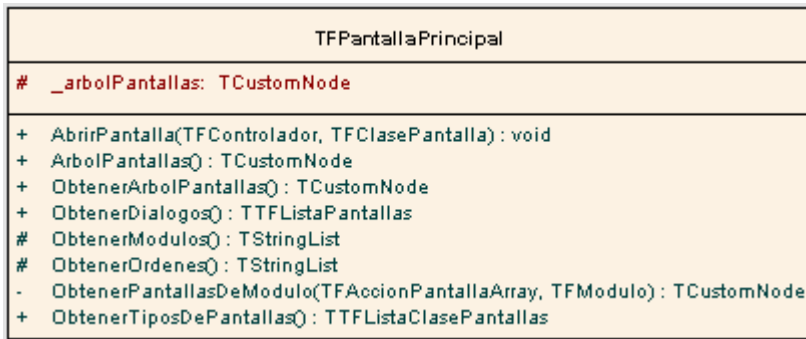 TFPantallaPrincipal
# _arbolPantallas: TCustomNode
+ AbrirPantalla(TFControlador, TFClasePantalla) : void
+ ArbolPantallas() : TCustomNode
+ ObtenerArbolPantallas() : TCustomNode
+ ObtenerDialogos() : TTFListaPantallas
# ObtenerModulos() : TStringList
# ObtenerOrdenes() : TStringList
- ObtenerPantallasDeModulo(TFAccionPantallaArray, TFModulo) : TCustomNode
+ ObtenerTiposDePantallas() : TTFListaClasePantallas